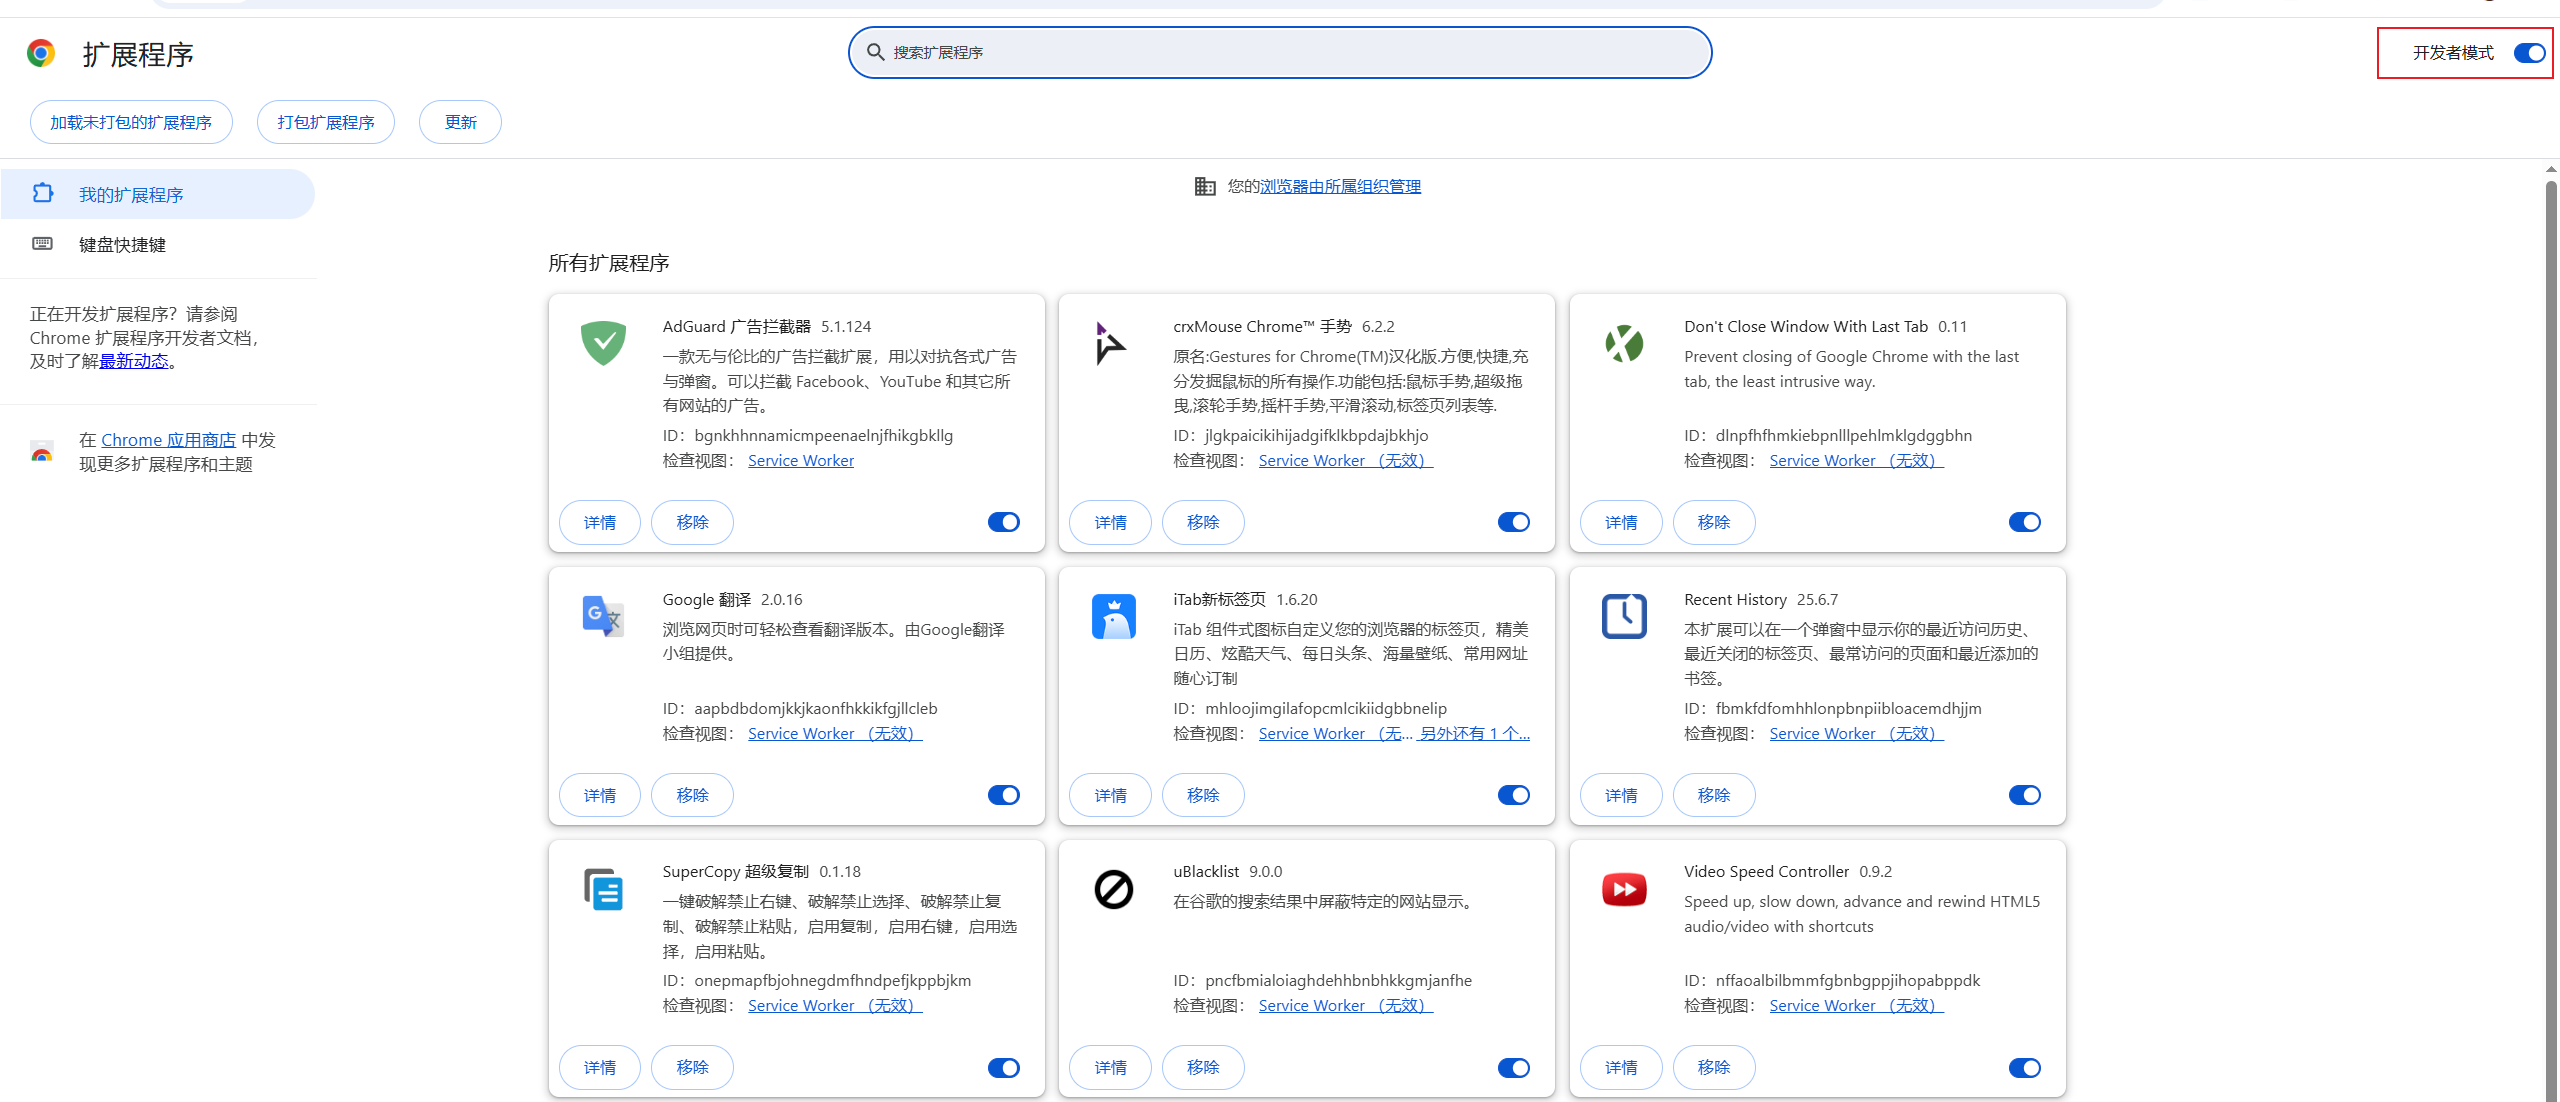 扩展程序
搜索扩展程序
开发者模式
加载未打包的扩展程序
打包扩展程序
更新
我的扩展程序
键盘快捷键
正在开发扩展程序？请参阅
Chrome 扩展程序开发者文档，
及时了解最新动态。
在 Chrome 应用商店 中发
现更多扩展程序和主题
您的浏览器由所属组织管理
所有扩展程序
AdGuard 广告拦截器 5.1.124
一款无与伦比的广告拦截扩展，用以对抗各式广告
与弹窗。可以拦截 Facebook、YouTube 和其它所
有网站的广告。
ID：bgnkhhnnamicmpeenaelnjfhikgbkllg
检查视图： Service Worker
详情
移除
crxMouse Chrome™ 手势 6.2.2
原名:Gestures for Chrome(TM)汉化版.方便,快捷,充
分发掘鼠标的所有操作.功能包括:鼠标手势,超级拖
曳,滚轮手势,摇杆手势,平滑滚动,标签页列表等.
ID：jlgkpaicikihijadgifklkbpdajbkhjo
检查视图： Service Worker （无效）
详情
移除
Don't Close Window With Last Tab 0.11
Prevent closing of Google Chrome with the last
tab, the least intrusive way.
ID：dlnpfhfhmkiebpnlllpehlmklgdggbhn
检查视图： Service Worker （无效）
详情
移除
Google 翻译 2.0.16
浏览网页时可轻松查看翻译版本。由Google翻译
小组提供。
ID：aapbdbdomjkkjkaonfhkkikfgjllcleb
检查视图： Service Worker （无效）
详情
移除
iTab新标签页 1.6.20
iTab 组件式图标自定义您的浏览器的标签页，精美
日历、炫酷天气、每日头条、海量壁纸、常用网址
随心订制
ID：mhloojimgilafopcmlcikiidgbbnelip
检查视图： Service Worker （无... 另外还有 1 个...
详情
移除
Recent History 25.6.7
本扩展可以在一个弹窗中显示你的最近访问历史、
最近关闭的标签页、最常访问的页面和最近添加的
书签。
ID：fbmkfdfomhhlonpbnpiibloacemdhjjm
检查视图： Service Worker （无效）
详情
移除
SuperCopy 超级复制 0.1.18
一键破解禁止右键、破解禁止选择、破解禁止复
制、破解禁止粘贴，启用复制，启用右键，启用选
择，启用粘贴。
ID：onepmapfbjohnegdmfhndpefjkppbjkm
检查视图： Service Worker （无效）
详情
移除
uBlacklist 9.0.0
在谷歌的搜索结果中屏蔽特定的网站显示。
ID：pncfbmialoiaghdehhbnbhkkgmjanfhe
检查视图： Service Worker （无效）
详情
移除
Video Speed Controller 0.9.2
Speed up, slow down, advance and rewind HTML5
audio/video with shortcuts
ID：nffaoalbilbmmfgbnbgppjihopabppdk
检查视图： Service Worker （无效）
详情
移除